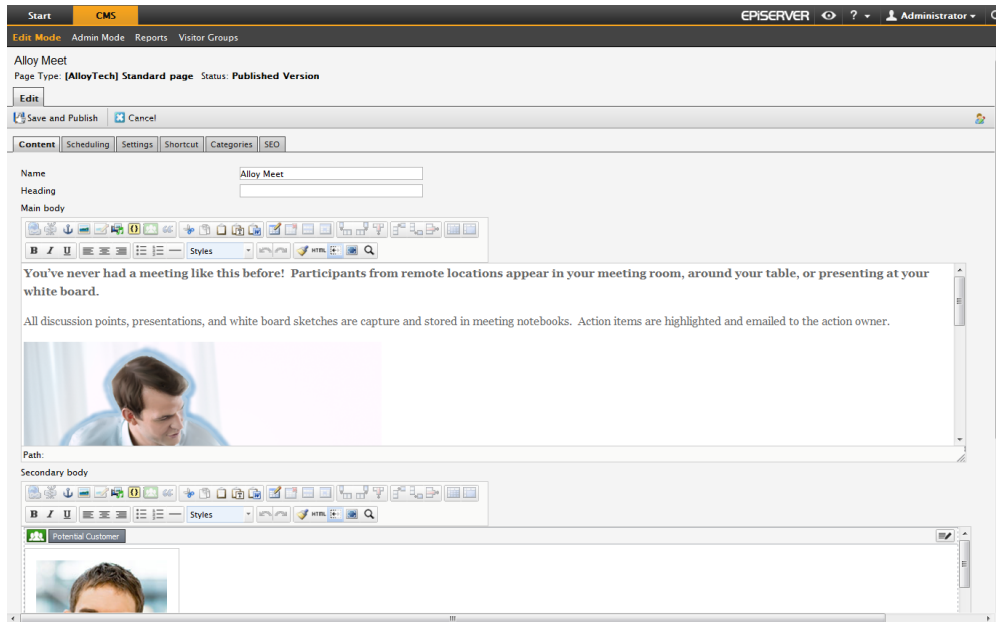 Start CMS EPiSERVER ? Administrator
Edit Mode Admin Mode Reports Visitor Groups
Alloy Meet
Page Type: [AlloyTech] Standard page Status: Published Version
Edit
Save and Publish Cancel
Content Scheduling Settings Shortcut Categories SEO
Name Alloy Meet
Heading
Main body
B I U Styles HTML
You've never had a meeting like this before! Participants from remote locations appear in your meeting room, around your table, or presenting at your
white board.
All discussion points, presentations, and white board sketches are capture and stored in meeting notebooks. Action items are highlighted and emailed to the action owner.
Path:
Secondary body
B I U Styles HTML
Potential Customer